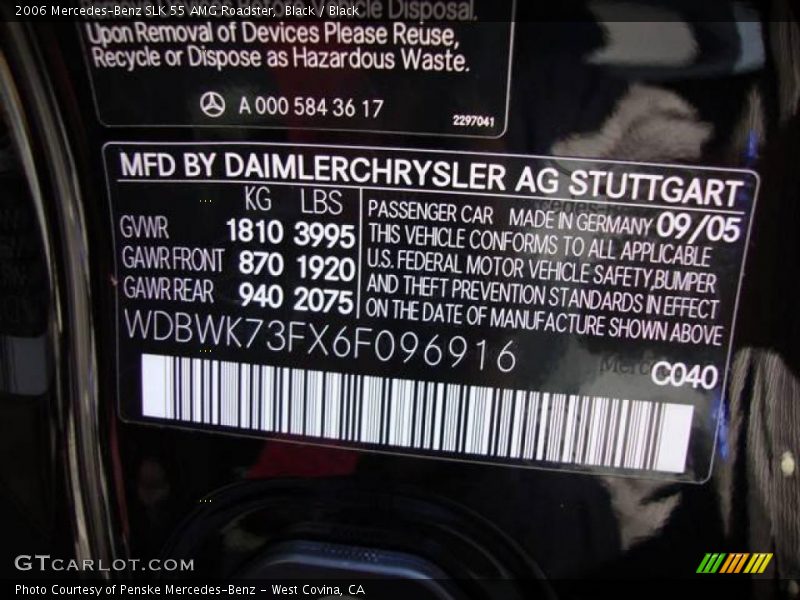 2006 Mercedes-Benz SLK 55 AMG Roadster, Black / Black
cle Disposal.
Upon Removal of Devices Please Reuse,
Recycle or Dispose as Hazardous Waste.
A 000 584 36 17
2297041
MFD BY DAIMLERCHRYSLER AG STUTTGART
KG LBS
GVWR 1810 3995
GAWR FRONT 870 1920
GAWR REAR 940 2075
PASSENGER CAR MADE IN GERMANY 09/05
THIS VEHICLE CONFORMS TO ALL APPLICABLE
U.S. FEDERAL MOTOR VEHICLE SAFETY,BUMPER
AND THEFT PREVENTION STANDARDS IN EFFECT
ON THE DATE OF MANUFACTURE SHOWN ABOVE
WDBWK73FX6F096916
C040
GTCARLOT.COM
Photo Courtesy of Penske Mercedes-Benz - West Covina, CA